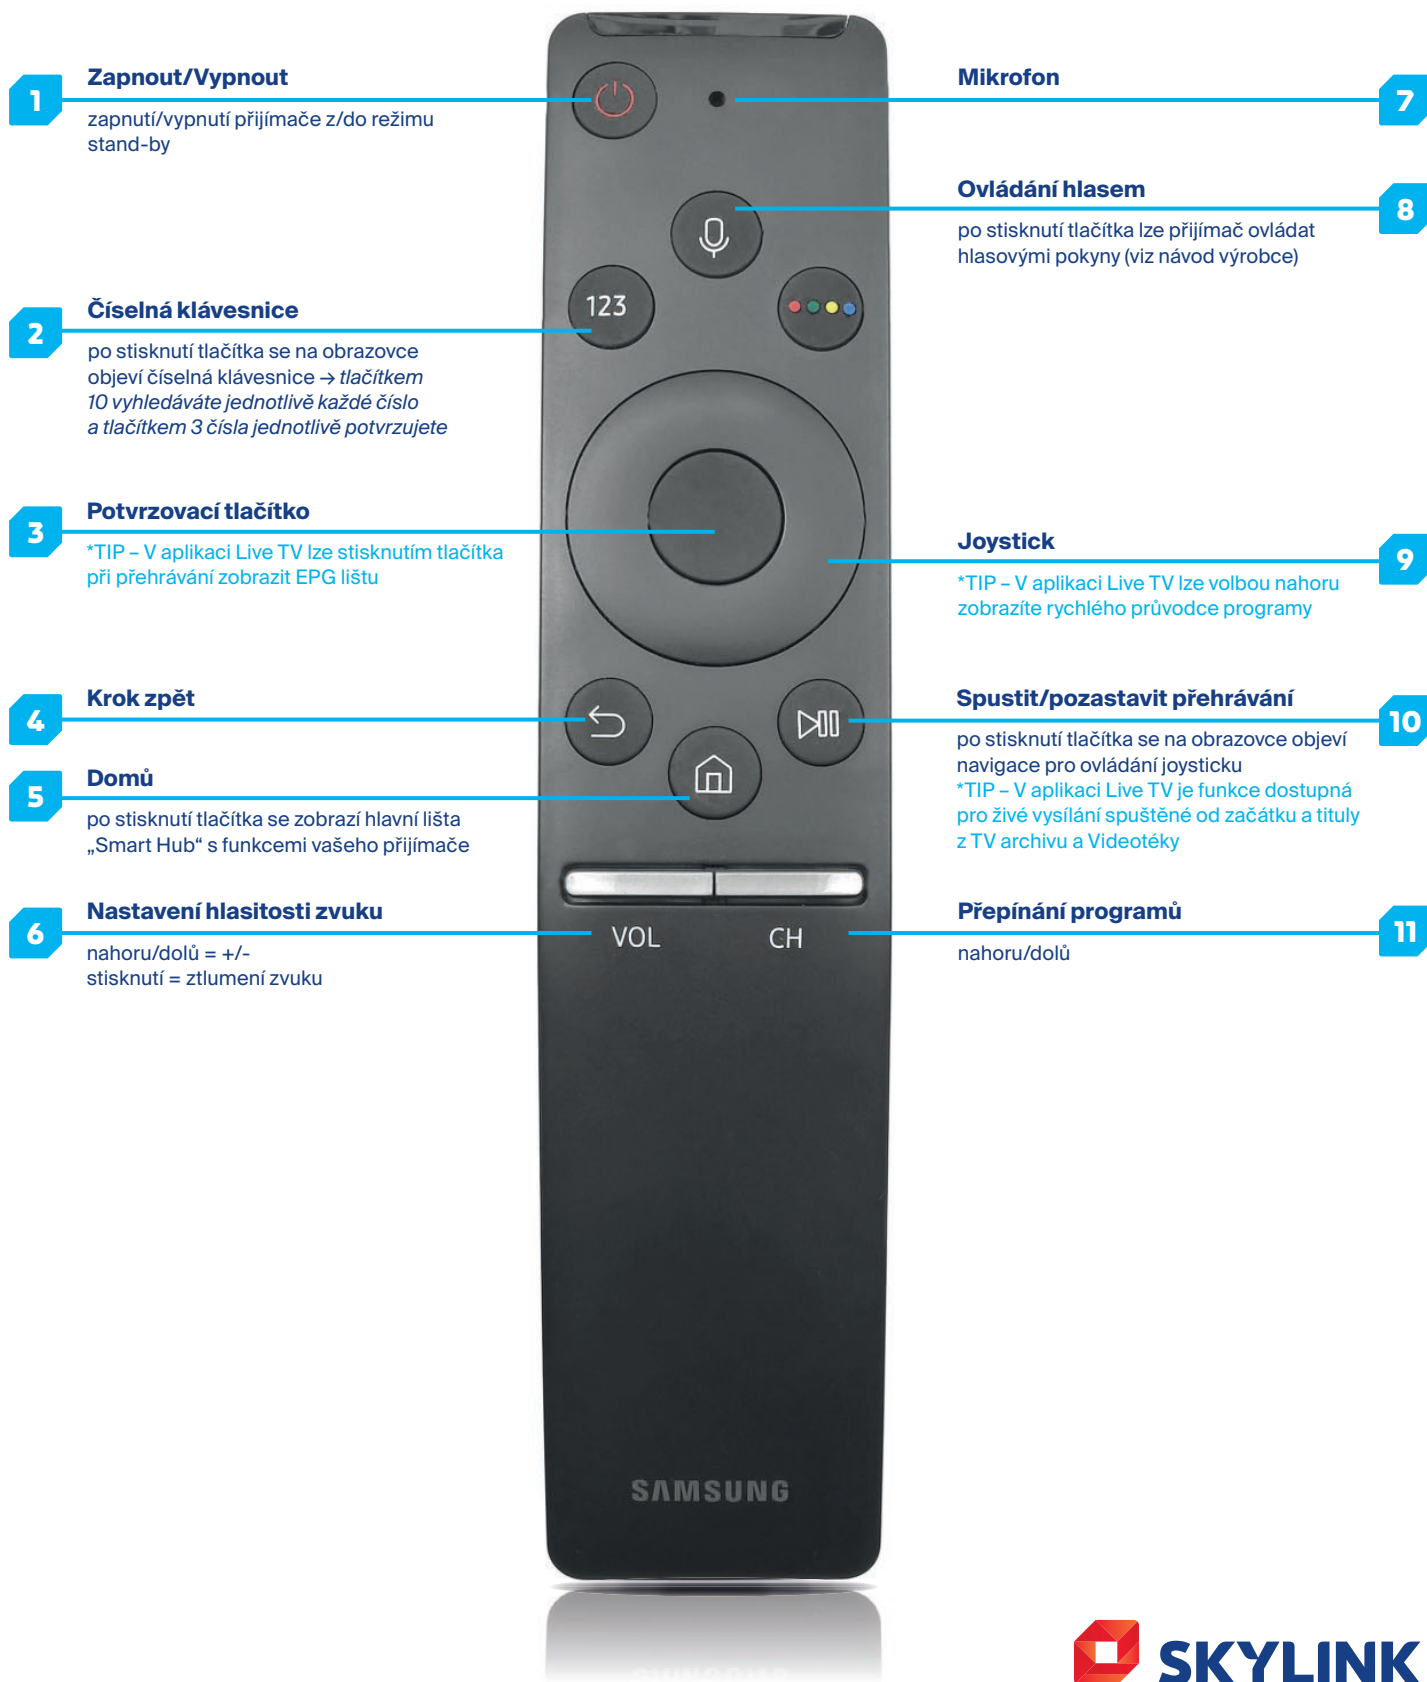 1
Zapnout/Vypnout
zapnutí/vypnutí přijímače z/do režimu
stand-by
2
Číselná klávesnice
po stisknutí tlačítka se na obrazovce
objeví číselná klávesnice → tlačítkem
10 vyhledáváte jednotlivě každé číslo
a tlačítkem 3 čísla jednotlivě potvrzujete
3
Potvrzovací tlačítko
*TIP – V aplikaci Live TV lze stisknutím tlačítka
při přehrávání zobrazit EPG lištu
4
Krok zpět
5
Domů
po stisknutí tlačítka se zobrazí hlavní lišta
„Smart Hub“ s funkcemi vašeho přijímače
6
Nastavení hlasitosti zvuku
nahoru/dolů = +/-
stisknutí = ztlumení zvuku
123
VOL
CH
SAMSUNG
Mikrofon
7
Ovládání hlasem
8
po stisknutí tlačítka lze přijímač ovládat
hlasovými pokyny (viz návod výrobce)
Joystick
9
*TIP – V aplikaci Live TV lze volbou nahoru
zobrazíte rychlého průvodce programy
Spustit/pozastavit přehrávání
10
po stisknutí tlačítka se na obrazovce objeví
navigace pro ovládání joysticku
*TIP – V aplikaci Live TV je funkce dostupná
pro živé vysílání spuštěné od začátku a tituly
z TV archivu a Videotéky
Přepínání programů
11
nahoru/dolů
SKYLINK